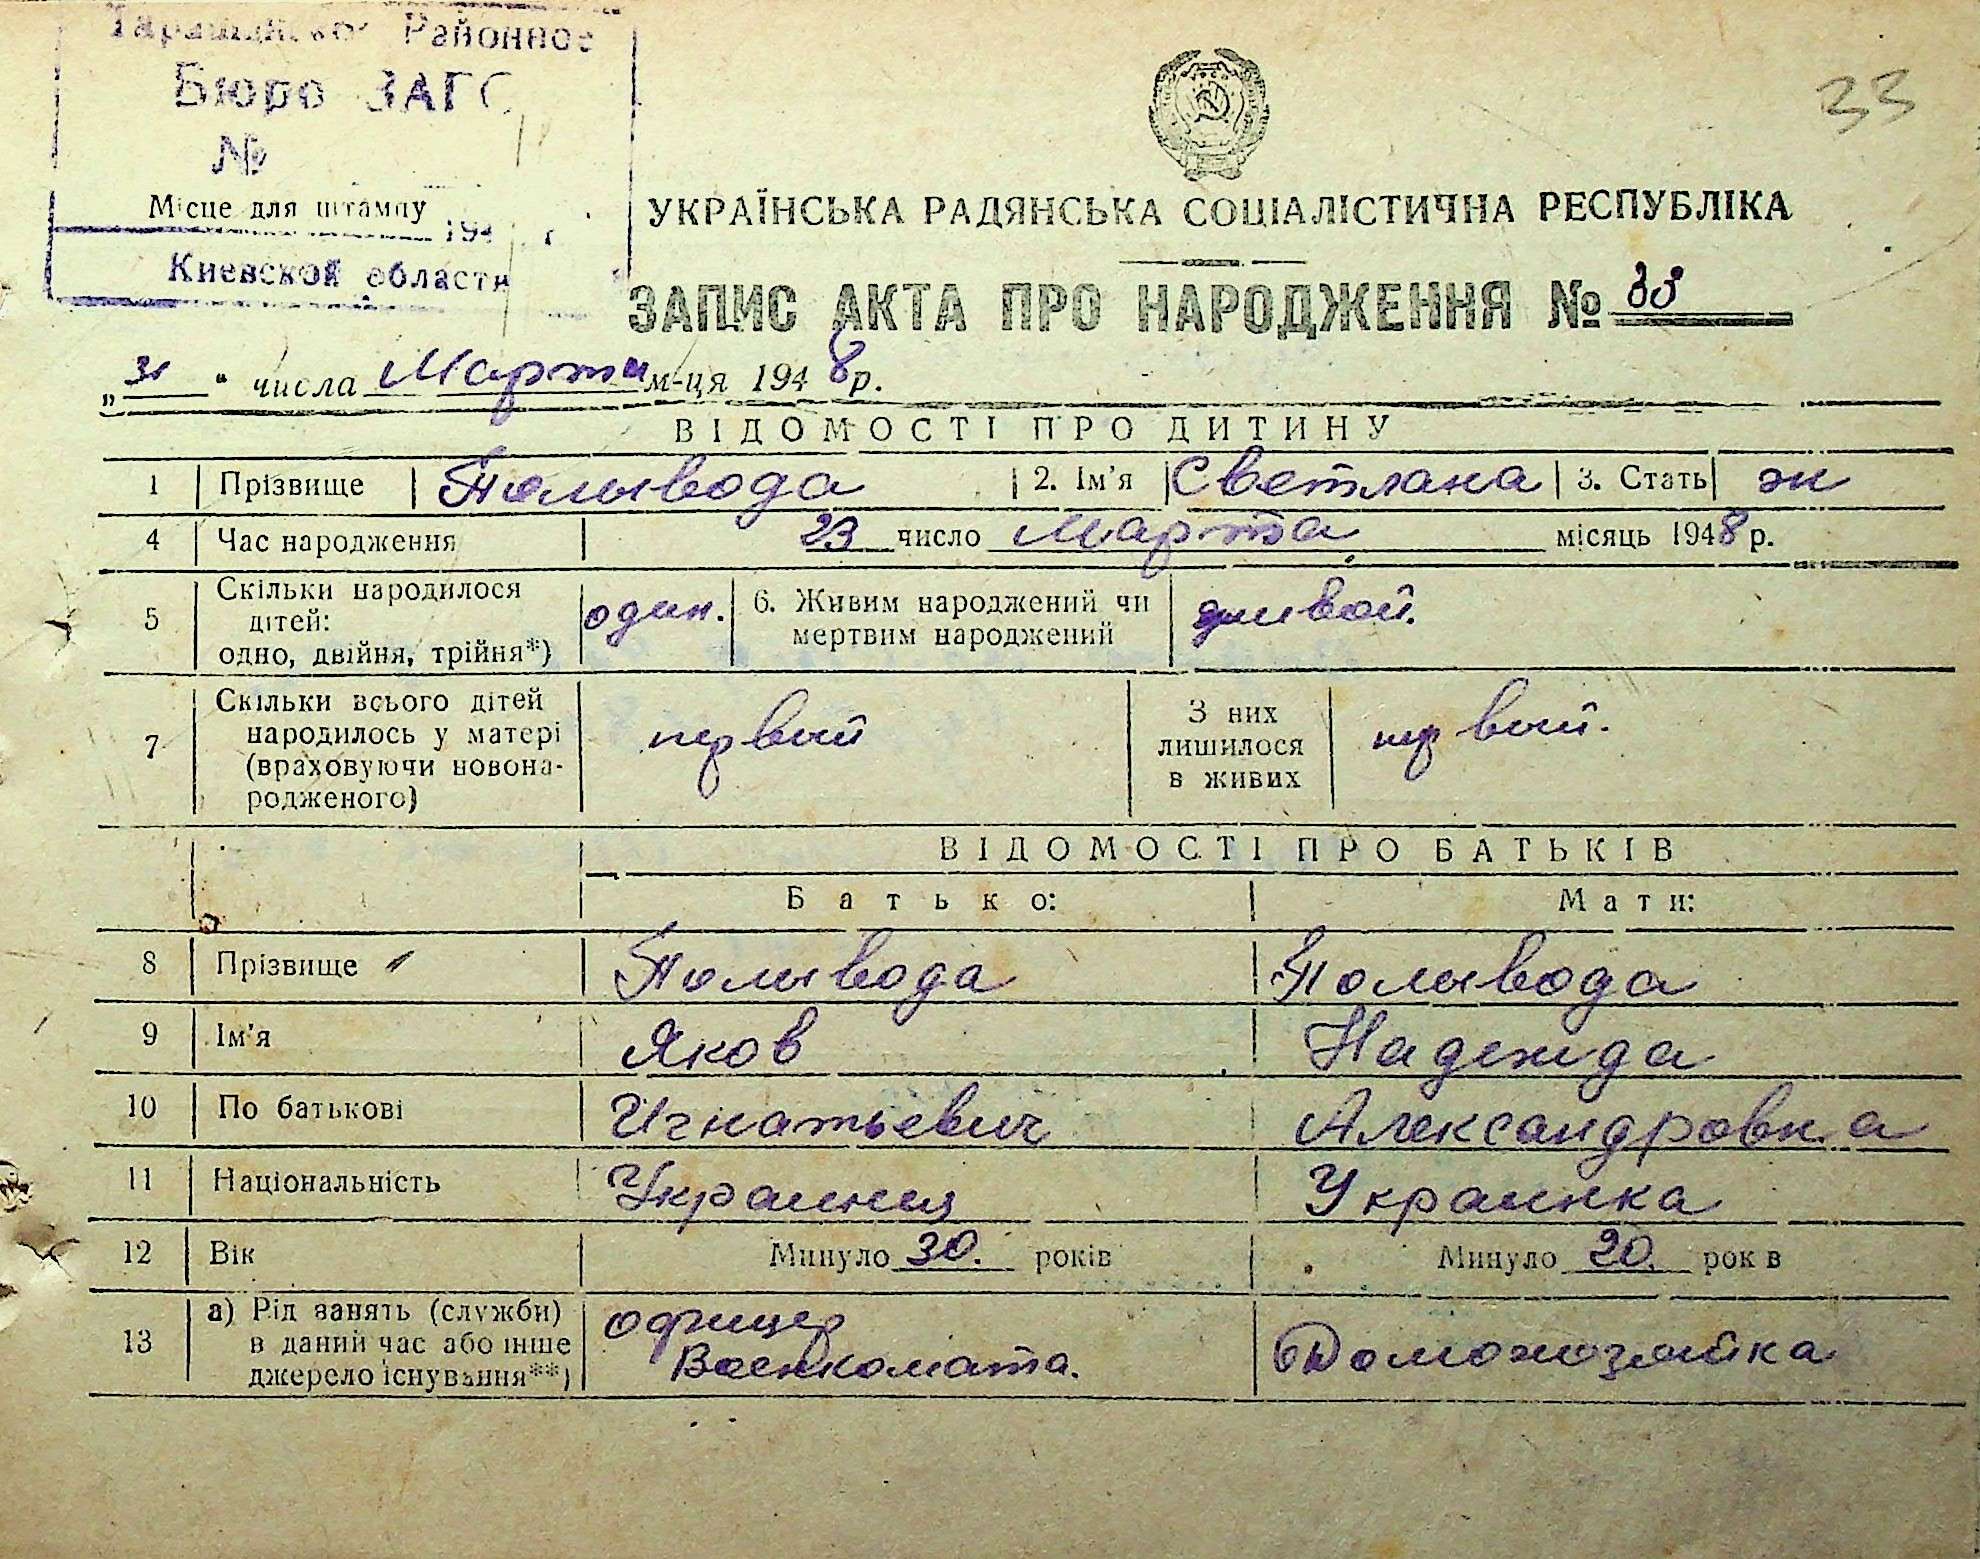 Таращанское Районное
Бюро ЗАГС
№
Місце для штампу
194 г
Киевской области
33
УКРАЇНСЬКА РАДЯНСЬКА СОЦІАЛІСТИЧНА РЕСПУБЛІКА
ЗАПИС АКТА ПРО НАРОДЖЕННЯ № 33
„31“ числа Марта м-ця 1948 р.
ВІДОМОСТІ ПРО ДИТИНУ
1 Прізвище Полывода 2. Ім'я Светлана 3. Стать ж
4 Час народження 23 число Марта місяць 1948 р.
5 Скільки народилося дітей: одно, двійня, трійня*) один. 6. Живим народжений чи мертвим народжений живой.
7 Скільки всього дітей народилось у матері (враховуючи новонародженого) первый З них лишилося в живих первый.
ВІДОМОСТІ ПРО БАТЬКІВ
Батько: Мати:
8 Прізвище Полывода Полывода
9 Ім'я Яков Надежда
10 По батькові Игнатьевич Александровна
11 Національність Украинец Украинка
12 Вік Минуло 30. років Минуло 20. рок в
13 а) Рід занять (служби) в даний час або інше джерело існування**) офицер Военкомата. Домохозяйка